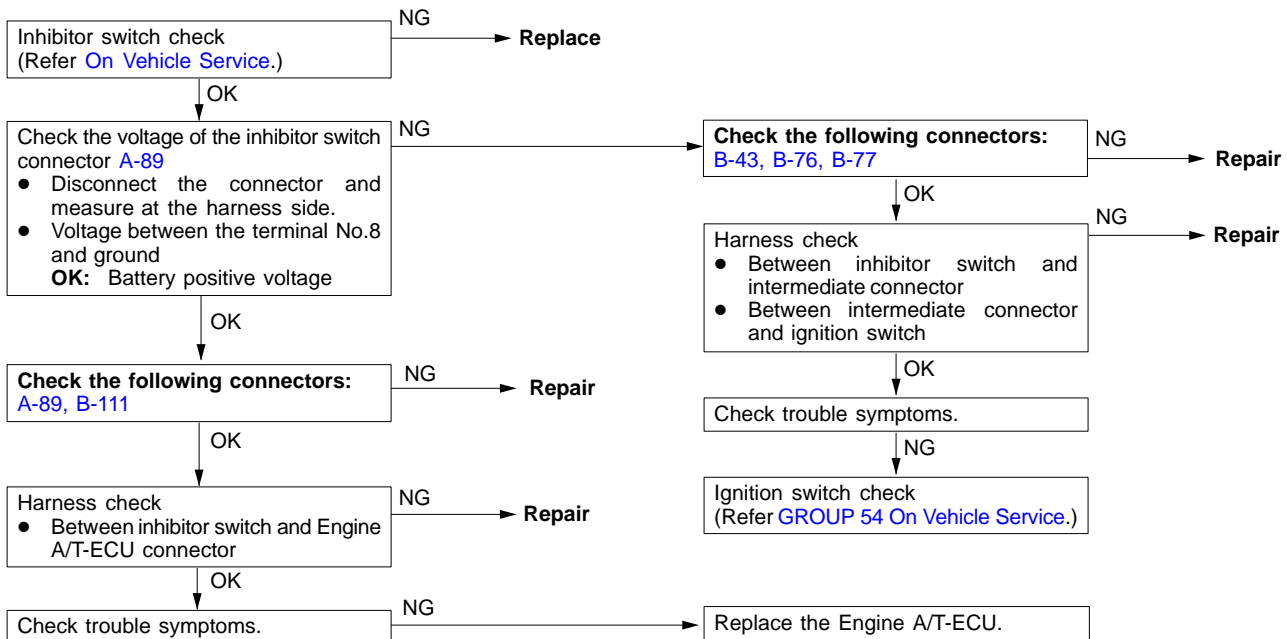 Inhibitor switch check
(Refer On Vehicle Service.)
NG
Replace
OK
Check the voltage of the inhibitor switch
connector A-89
● Disconnect the connector and
measure at the harness side.
● Voltage between the terminal No.8
and ground
OK: Battery positive voltage
NG
OK
Check the following connectors:
A-89, B-111
NG
Repair
OK
Harness check
● Between inhibitor switch and Engine
A/T-ECU connector
NG
Repair
OK
Check trouble symptoms.
NG
Replace the Engine A/T-ECU.
Check the following connectors:
B-43, B-76, B-77
NG
Repair
OK
Harness check
● Between inhibitor switch and
intermediate connector
● Between intermediate connector
and ignition switch
NG
Repair
OK
Check trouble symptoms.
NG
Ignition switch check
(Refer GROUP 54 On Vehicle Service.)